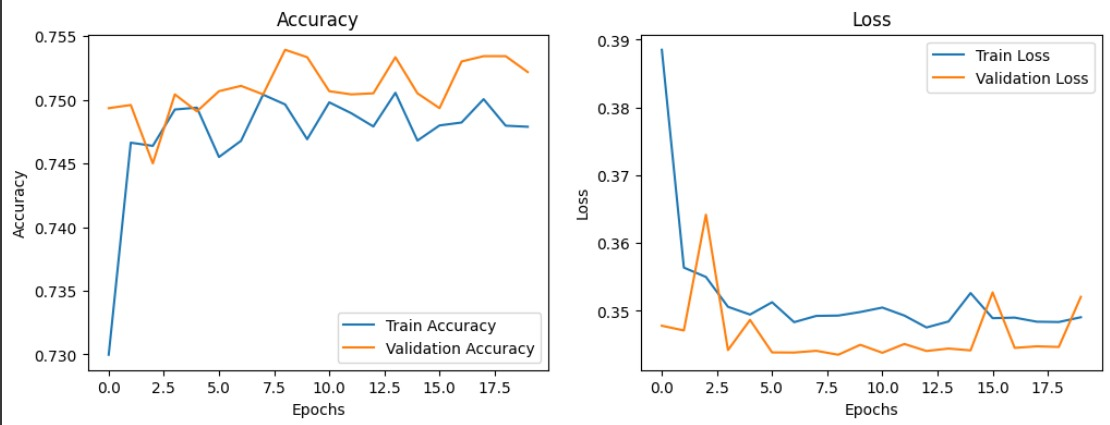 Accuracy
0.755
0.750
0.745
0.740
0.735
0.730
Accuracy
Train Accuracy
Validation Accuracy
0.0 2.5 5.0 7.5 10.0 12.5 15.0 17.5
Epochs
Loss
0.39
0.38
0.37
0.36
0.35
Loss
Train Loss
Validation Loss
0.0 2.5 5.0 7.5 10.0 12.5 15.0 17.5
Epochs